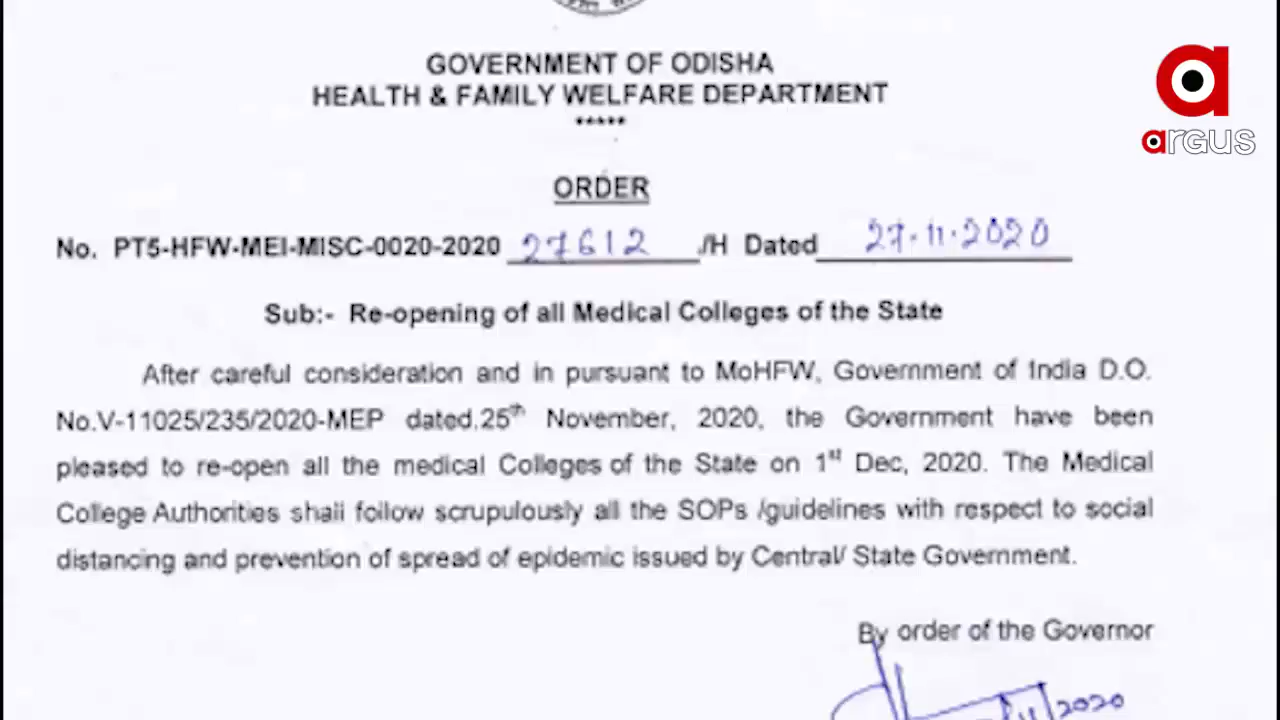 GOVERNMENT OF ODISHA
HEALTH & FAMILY WELFARE DEPARTMENT
*****
argus
ORDER
No. PT5-HFW-MEI-MISC-0020-2020 27612 /H Dated 27.11.2020
Sub:- Re-opening of all Medical Colleges of the State
After careful consideration and in pursuant to MoHFW, Government of India D.O.
No.V-11025/235/2020-MEP dated.25th November, 2020, the Government have been
pleased to re-open all the medical Colleges of the State on 1st Dec, 2020. The Medical
College Authorities shall follow scrupulously all the SOPs /guidelines with respect to social
distancing and prevention of spread of epidemic issued by Central/ State Government.
By order of the Governor
2020